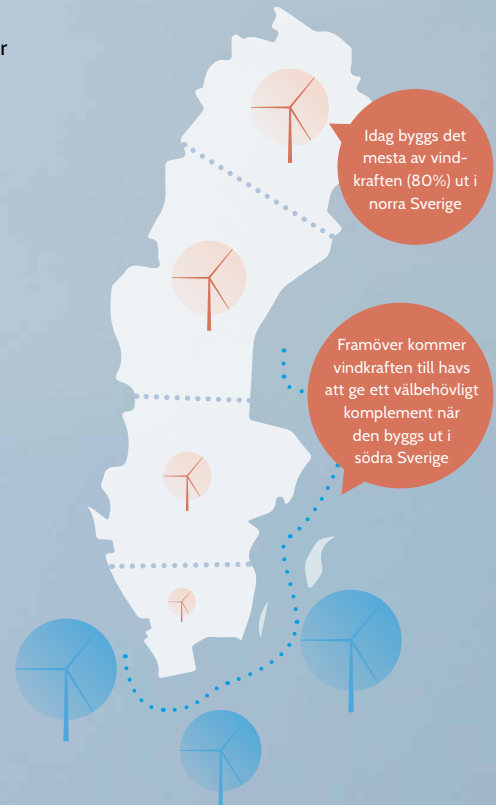 r
Idag byggs det
mesta av vind-
kraften (80%) ut i
norra Sverige
Framöver kommer
vindkraften till havs
att ge ett välbehövligt
komplement när
den byggs ut i
södra Sverige